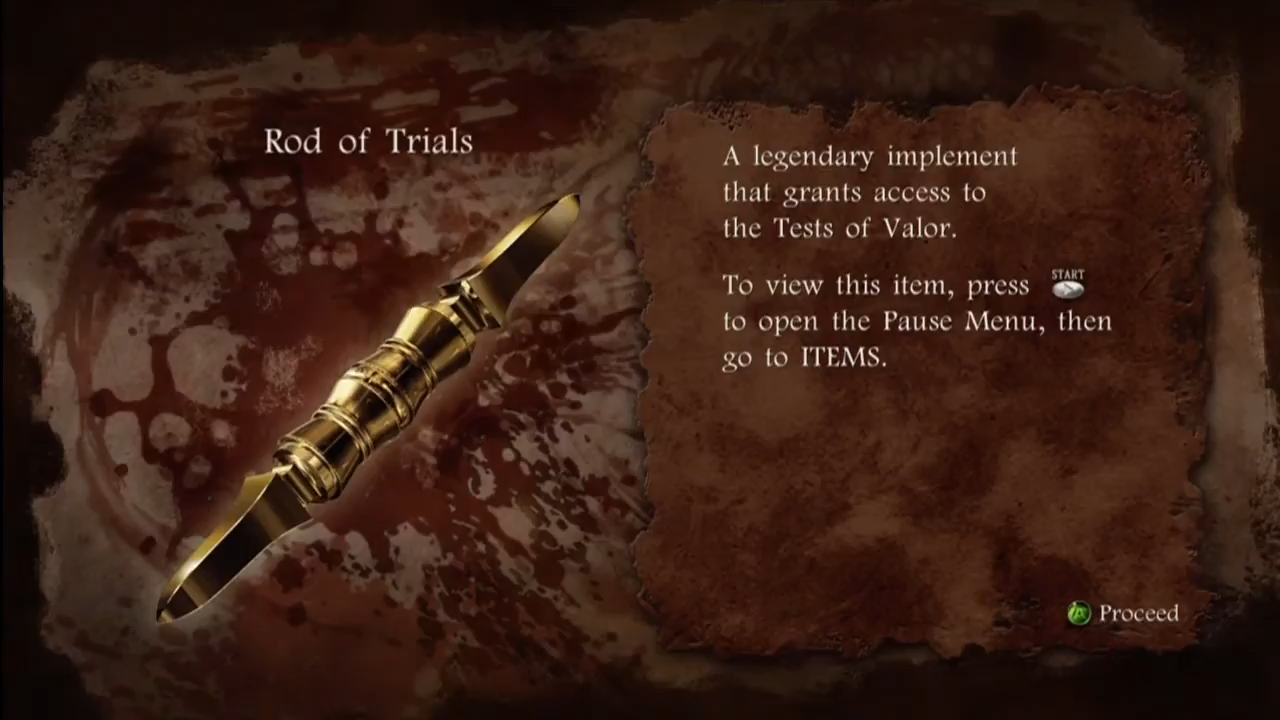 Rod of Trials
A legendary implement
that grants access to
the Tests of Valor.
To view this item, press START
to open the Pause Menu, then
go to ITEMS.
A Proceed